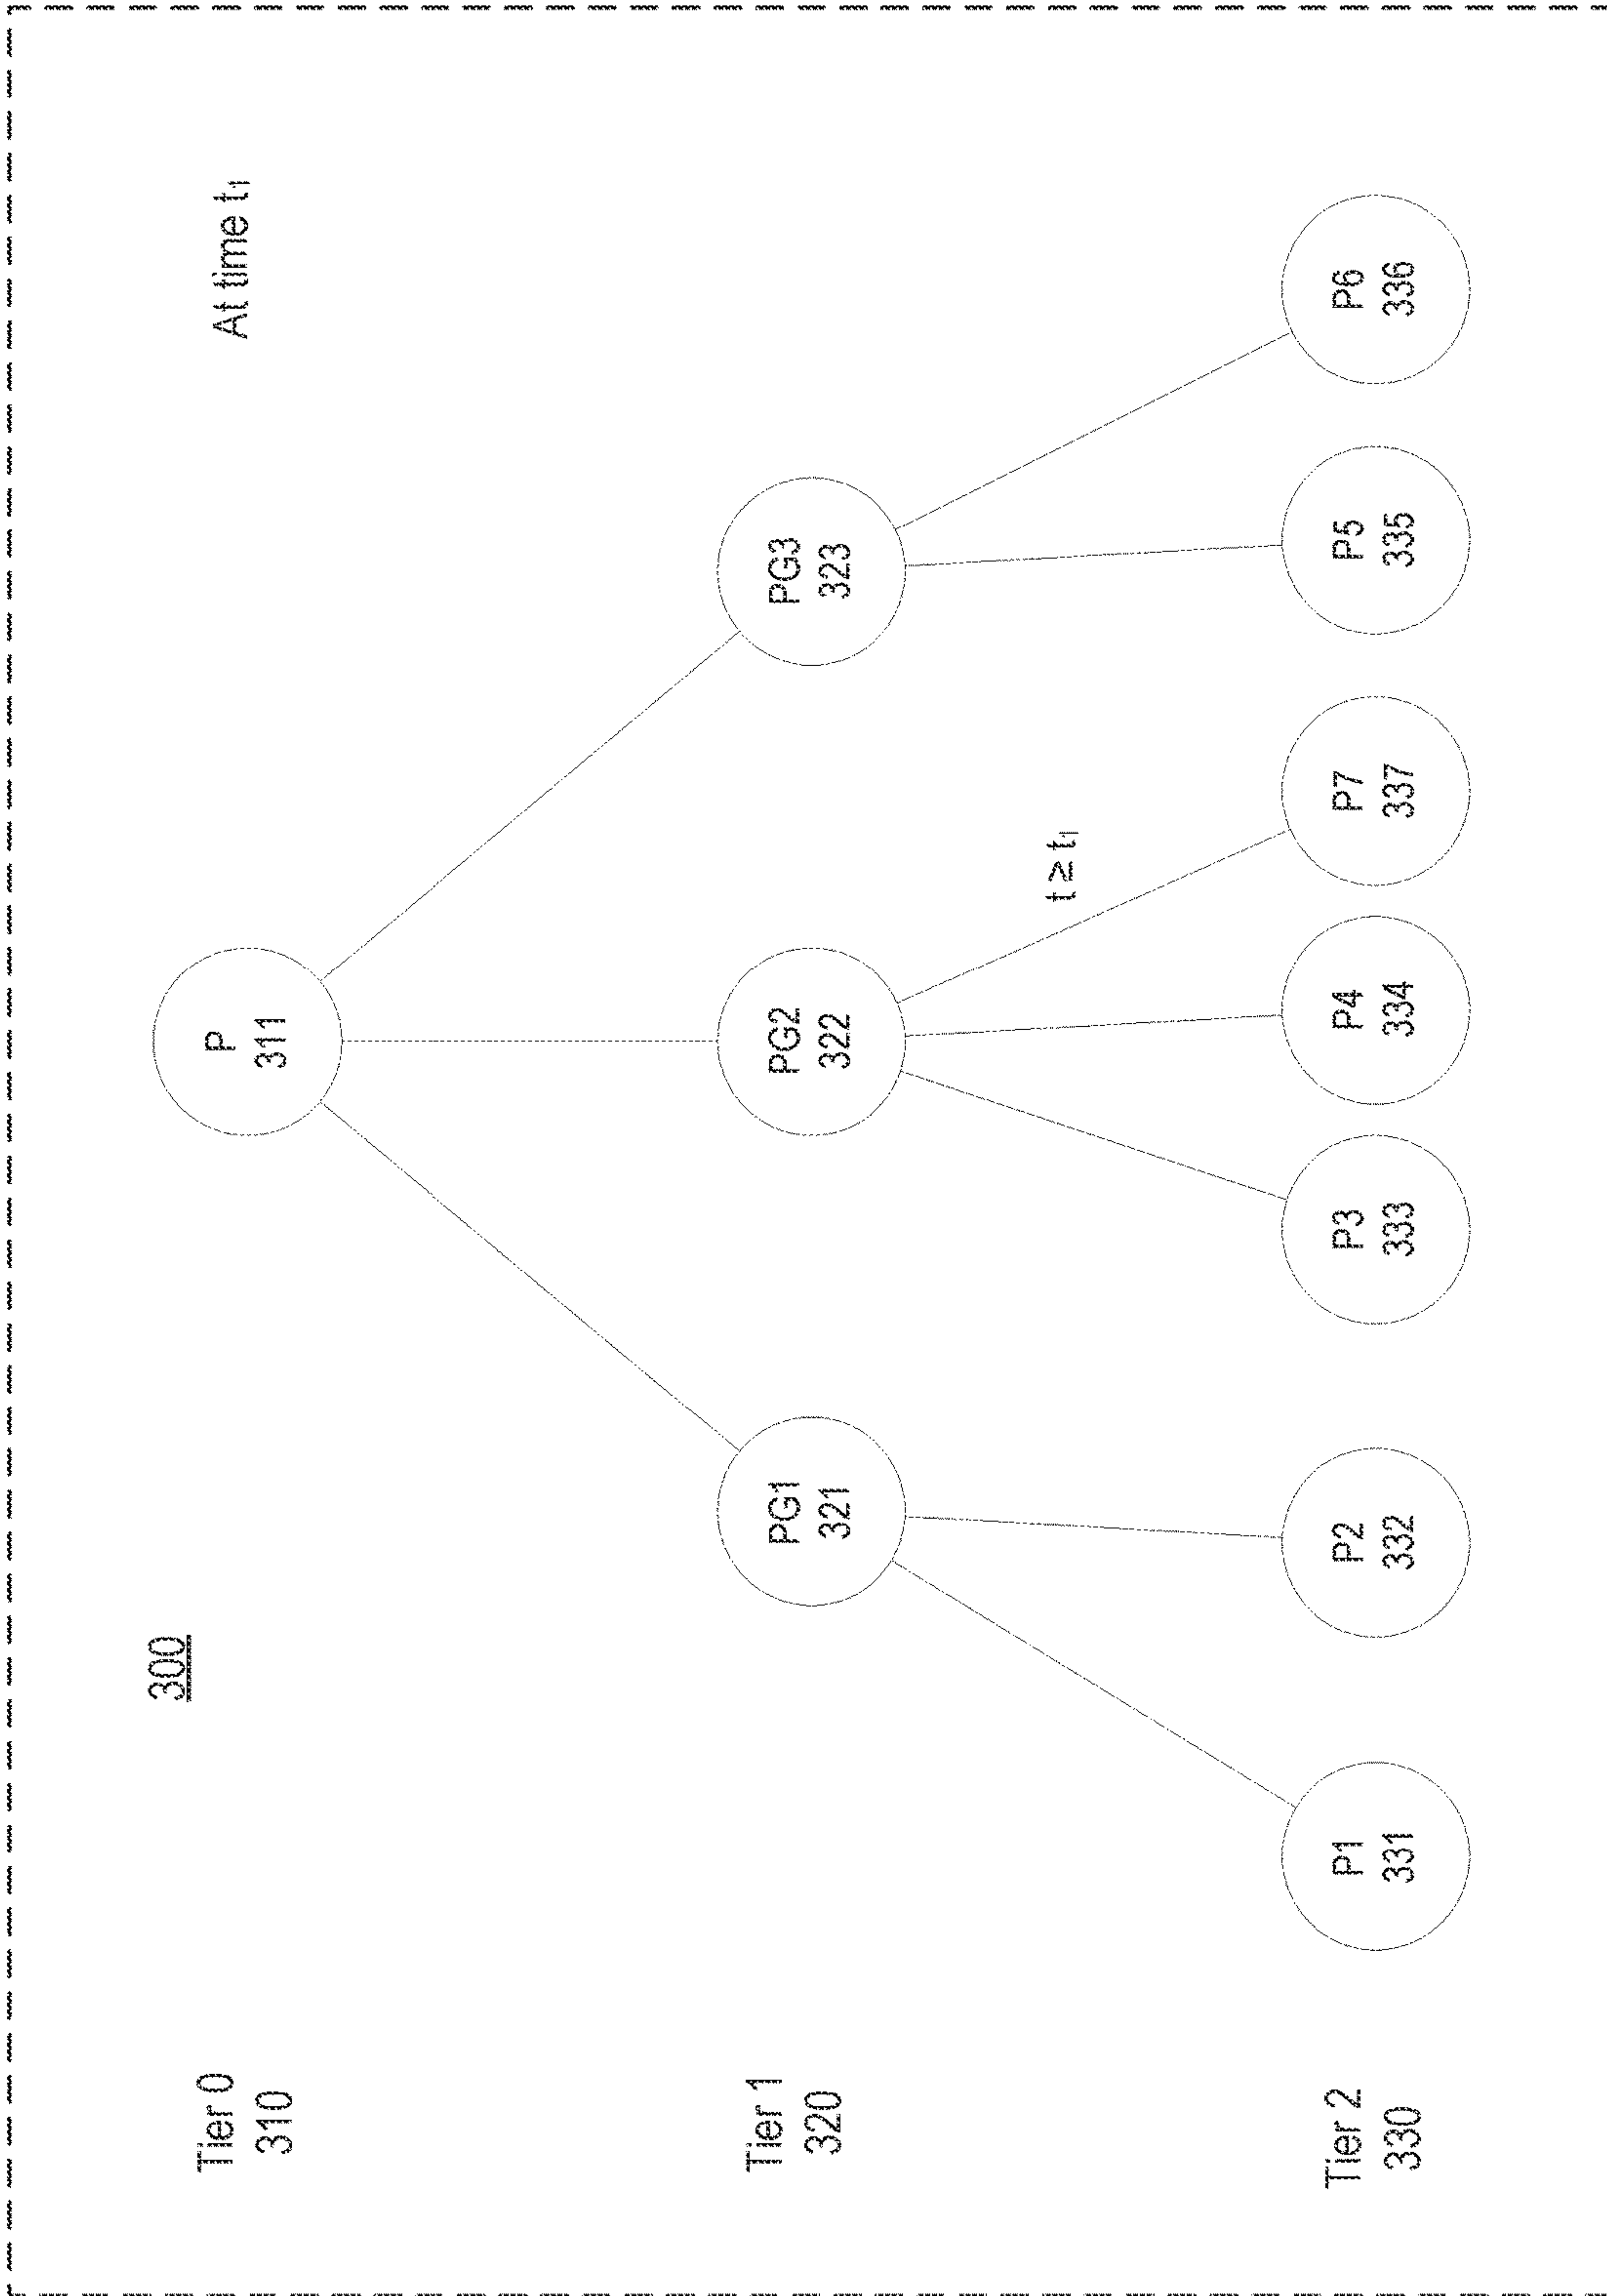 300
At time t₁
Tier 0
310
P
311
Tier 1
320
PG1
321
PG2
322
PG3
323
t ≥ t₁
Tier 2
330
P1
331
P2
332
P3
333
P4
334
P7
337
P5
335
P6
336